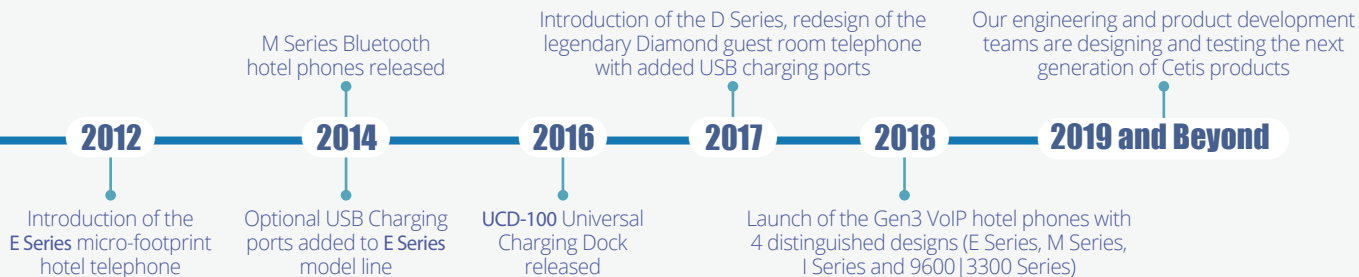 Introduction of the D Series, redesign of the
legendary Diamond guest room telephone
with added USB charging ports
Our engineering and product development
teams are designing and testing the next
generation of Cetis products
M Series Bluetooth
hotel phones released
2012
2014
2016
2017
2018
2019 and Beyond
Introduction of the
E Series micro-footprint
hotel telephone
Optional USB Charging
ports added to E Series
model line
UCD-100 Universal
Charging Dock
released
Launch of the Gen3 VoIP hotel phones with
4 distinguished designs (E Series, M Series,
I Series and 9600|3300 Series)